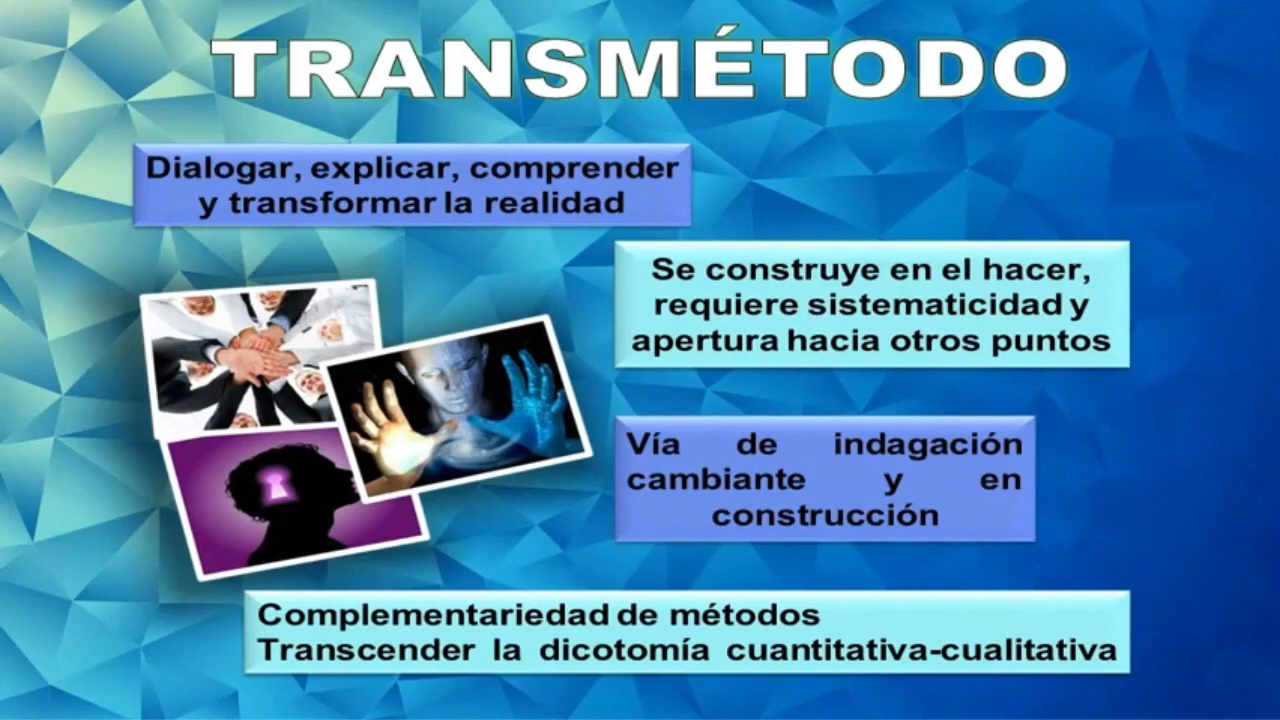 TRANSMÉTODO
Dialogar, explicar, comprender
y transformar la realidad
Se construye en el hacer,
requiere sistematicidad y
apertura hacia otros puntos
Vía de indagación
cambiante y en
construcción
Complementariedad de métodos
Transcender la dicotomía cuantitativa-cualitativa